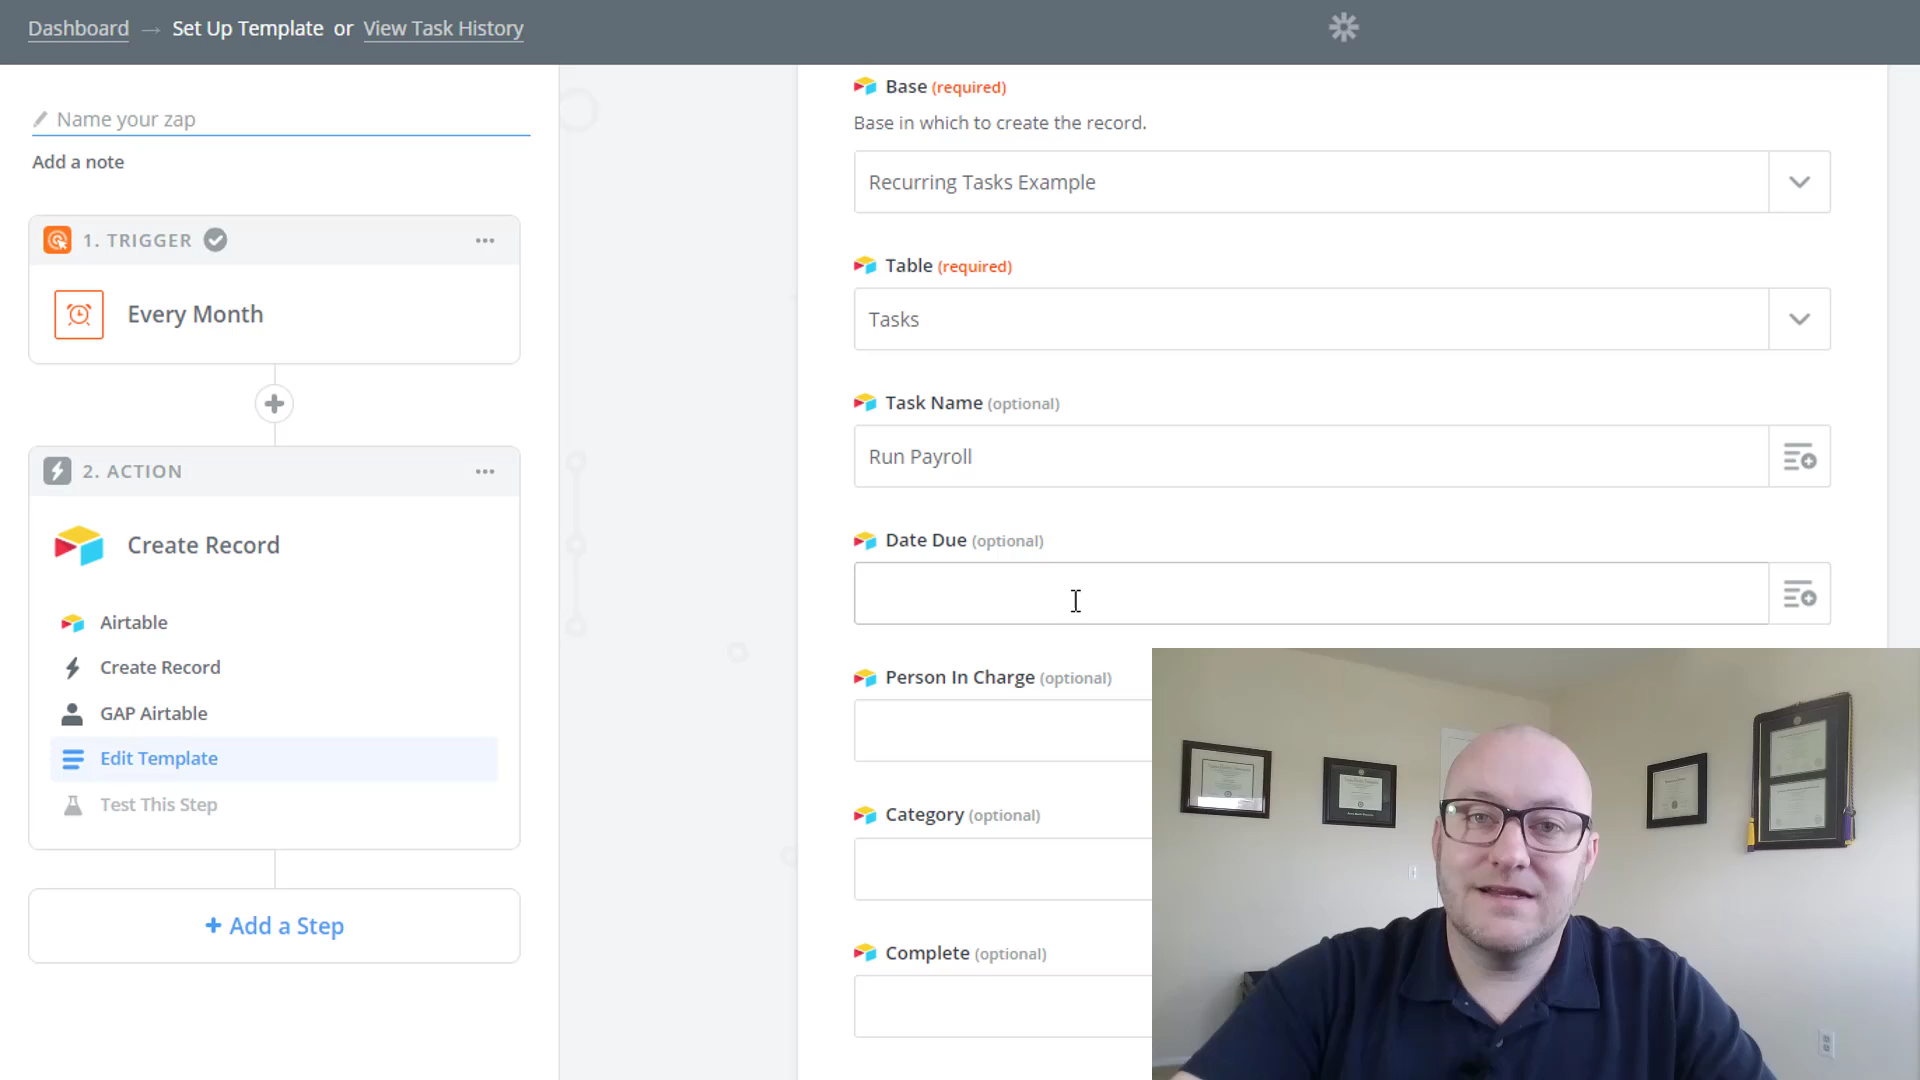 Dashboard → Set Up Template or View Task History
Name your zap
Add a note
1. TRIGGER
Every Month
2. ACTION
Create Record
Airtable
Create Record
GAP Airtable
Edit Template
Test This Step
+ Add a Step
Base (required)
Base in which to create the record.
Recurring Tasks Example
Table (required)
Tasks
Task Name (optional)
Run Payroll
Date Due (optional)
Person In Charge (optional)
Category (optional)
Complete (optional)